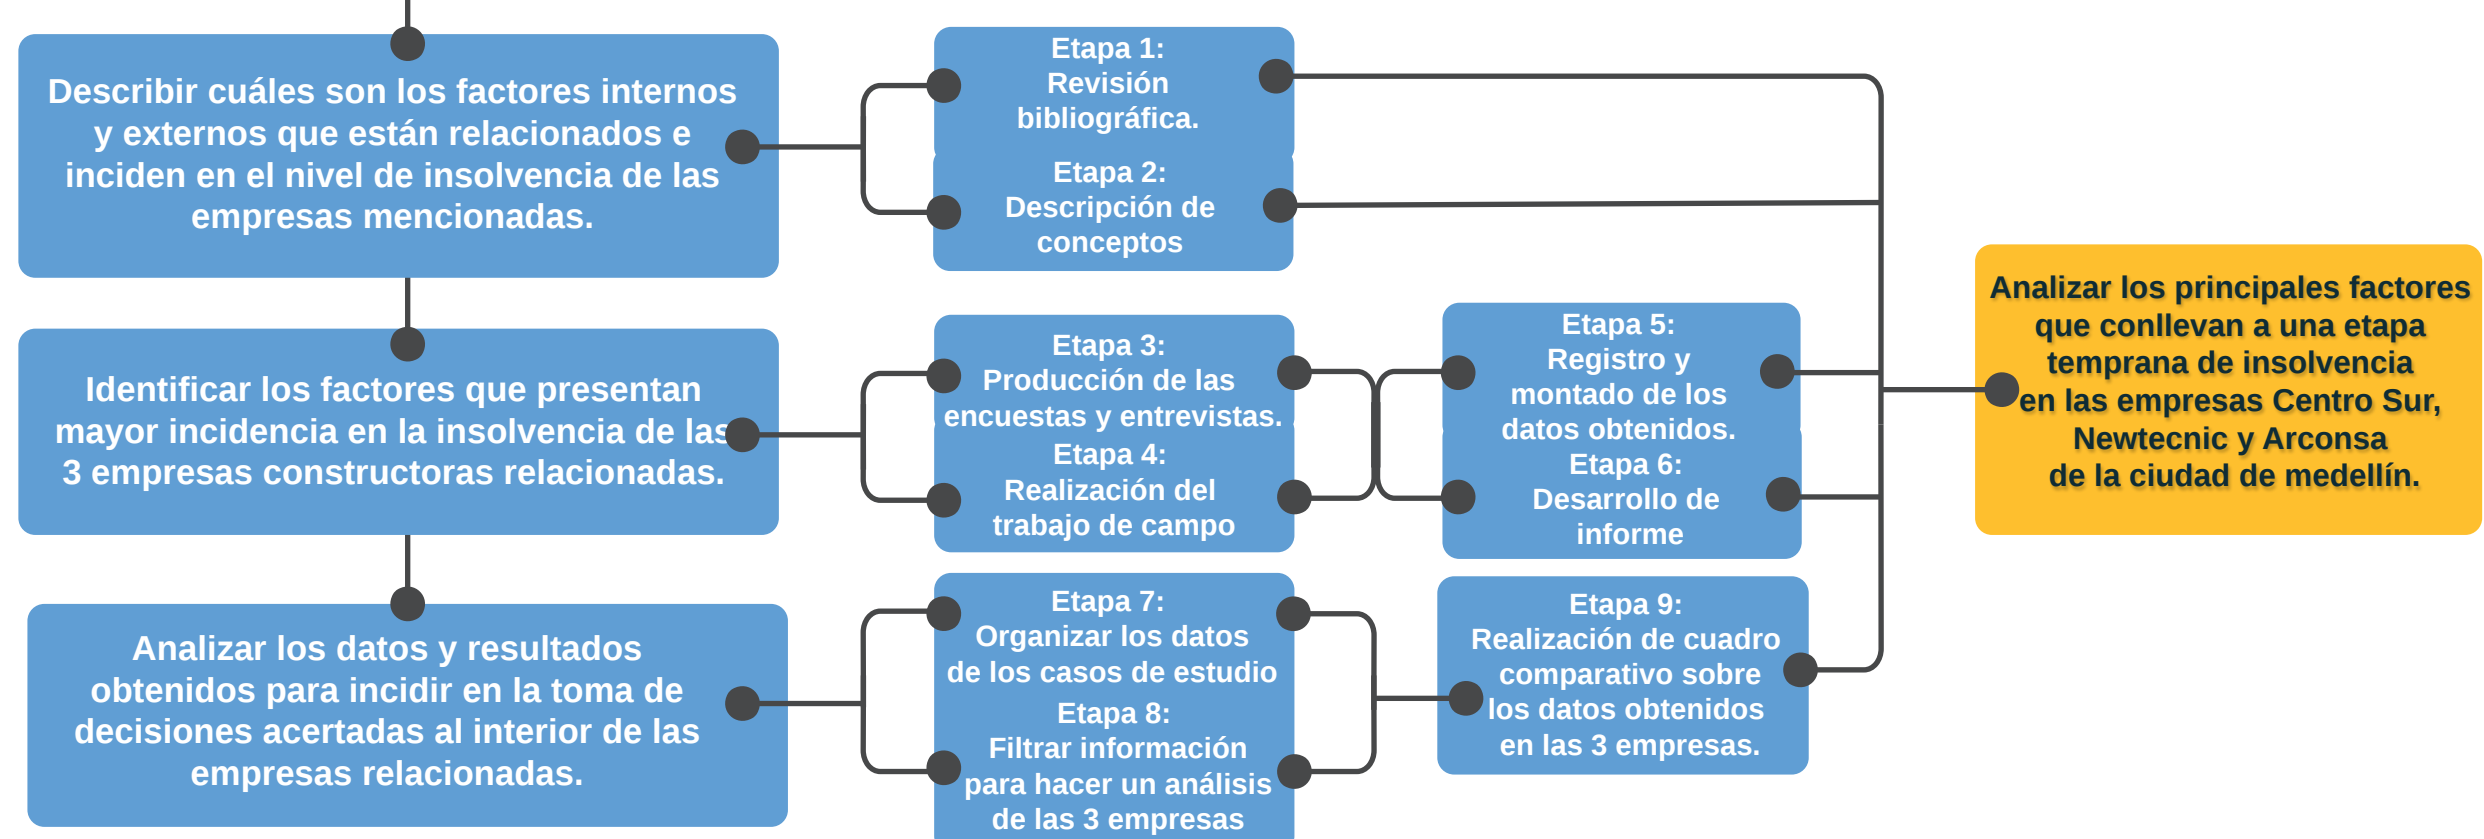 Describir cuáles son los factores internos
y externos que están relacionados e
inciden en el nivel de insolvencia de las
empresas mencionadas.
Etapa 1:
Revisión
bibliográfica.
Etapa 2:
Descripción de
conceptos
Identificar los factores que presentan
mayor incidencia en la insolvencia de las
3 empresas constructoras relacionadas.
Etapa 3:
Producción de las
encuestas y entrevistas.
Etapa 4:
Realización del
trabajo de campo
Etapa 5:
Registro y
montado de los
datos obtenidos.
Etapa 6:
Desarrollo de
informe
Analizar los datos y resultados
obtenidos para incidir en la toma de
decisiones acertadas al interior de las
empresas relacionadas.
Etapa 7:
Organizar los datos
de los casos de estudio
Etapa 8:
Filtrar información
para hacer un análisis
de las 3 empresas
Etapa 9:
Realización de cuadro
comparativo sobre
los datos obtenidos
en las 3 empresas.
Analizar los principales factores
que conllevan a una etapa
temprana de insolvencia
en las empresas Centro Sur,
Newtecnic y Arconsa
de la ciudad de medellín.